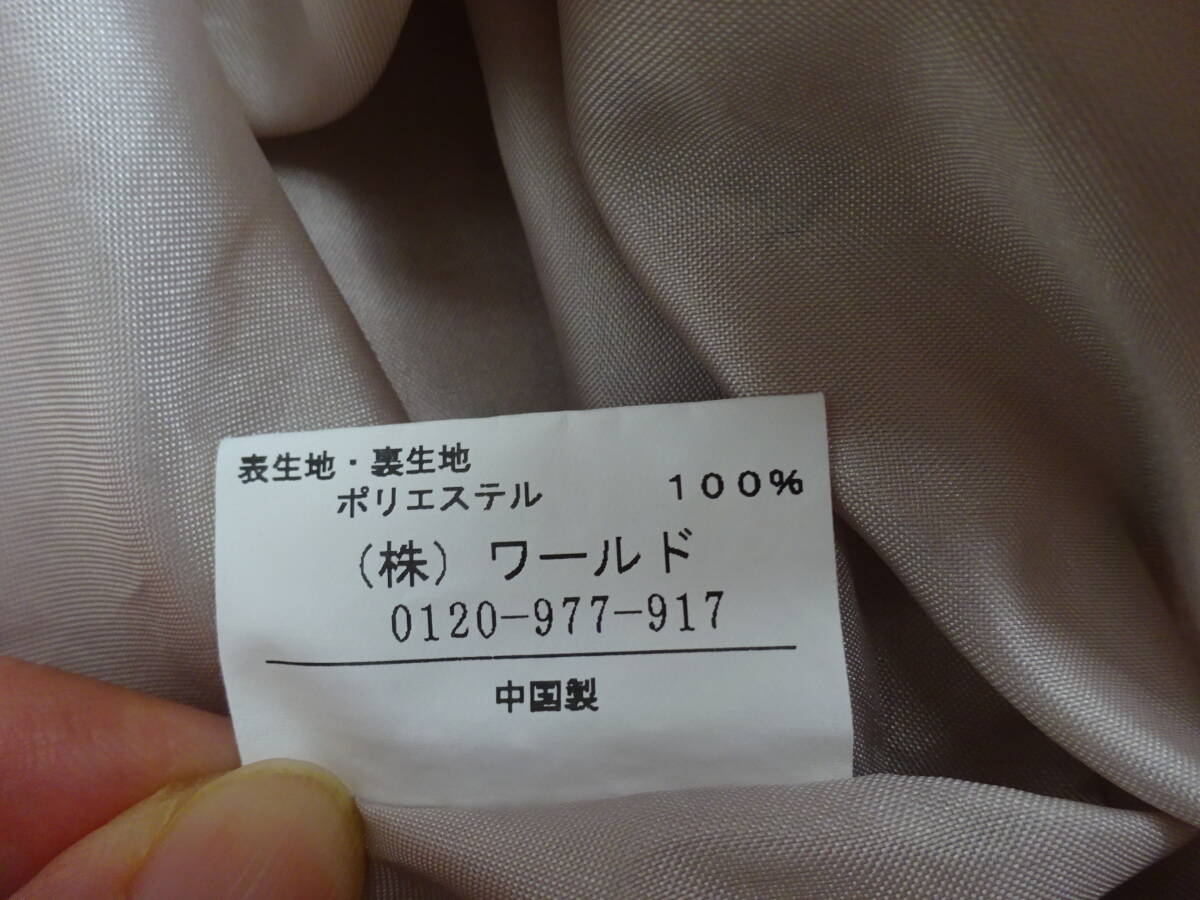 表生地・裏生地
ポリエステル １００％
（株）ワールド
0120-977-917
中国製